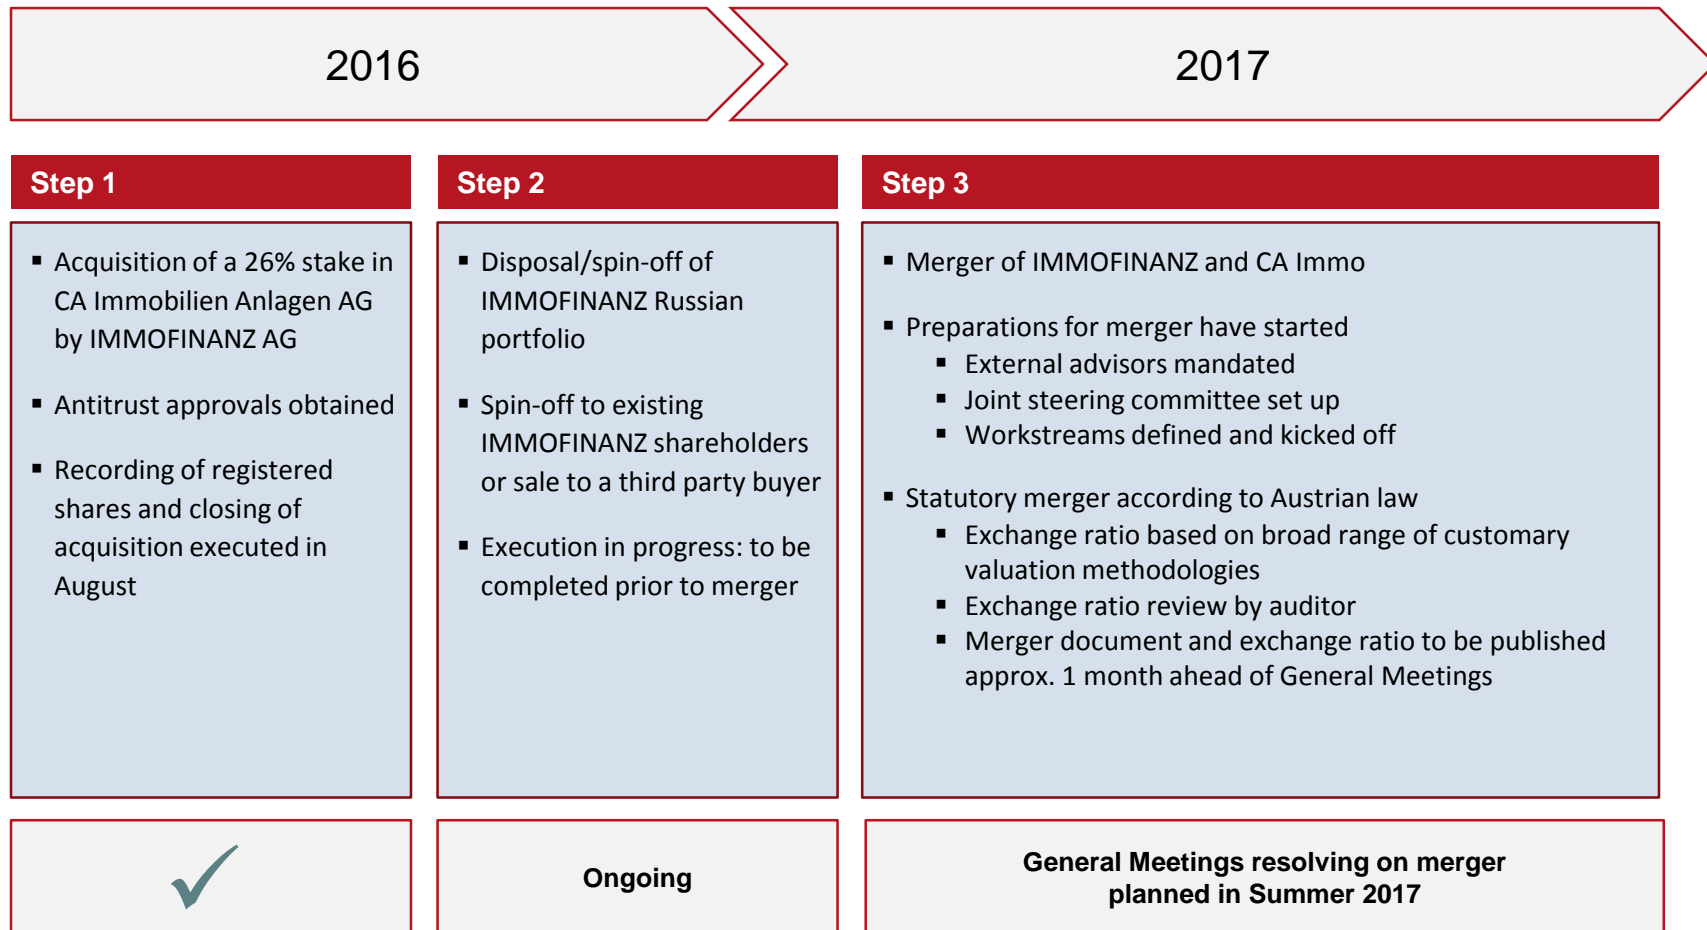 2016
2017
Step 1
▪ Acquisition of a 26% stake in
CA Immobilien Anlagen AG
by IMMOFINANZ AG
▪ Antitrust approvals obtained
▪ Recording of registered
shares and closing of
acquisition executed in
August
Step 2
▪ Disposal/spin-off of
IMMOFINANZ Russian
portfolio
▪ Spin-off to existing
IMMOFINANZ shareholders
or sale to a third party buyer
▪ Execution in progress: to be
completed prior to merger
Step 3
▪ Merger of IMMOFINANZ and CA Immo
▪ Preparations for merger have started
▪ External advisors mandated
▪ Joint steering committee set up
▪ Workstreams defined and kicked off
▪ Statutory merger according to Austrian law
▪ Exchange ratio based on broad range of customary
valuation methodologies
▪ Exchange ratio review by auditor
▪ Merger document and exchange ratio to be published
approx. 1 month ahead of General Meetings
✓
Ongoing
General Meetings resolving on merger
planned in Summer 2017